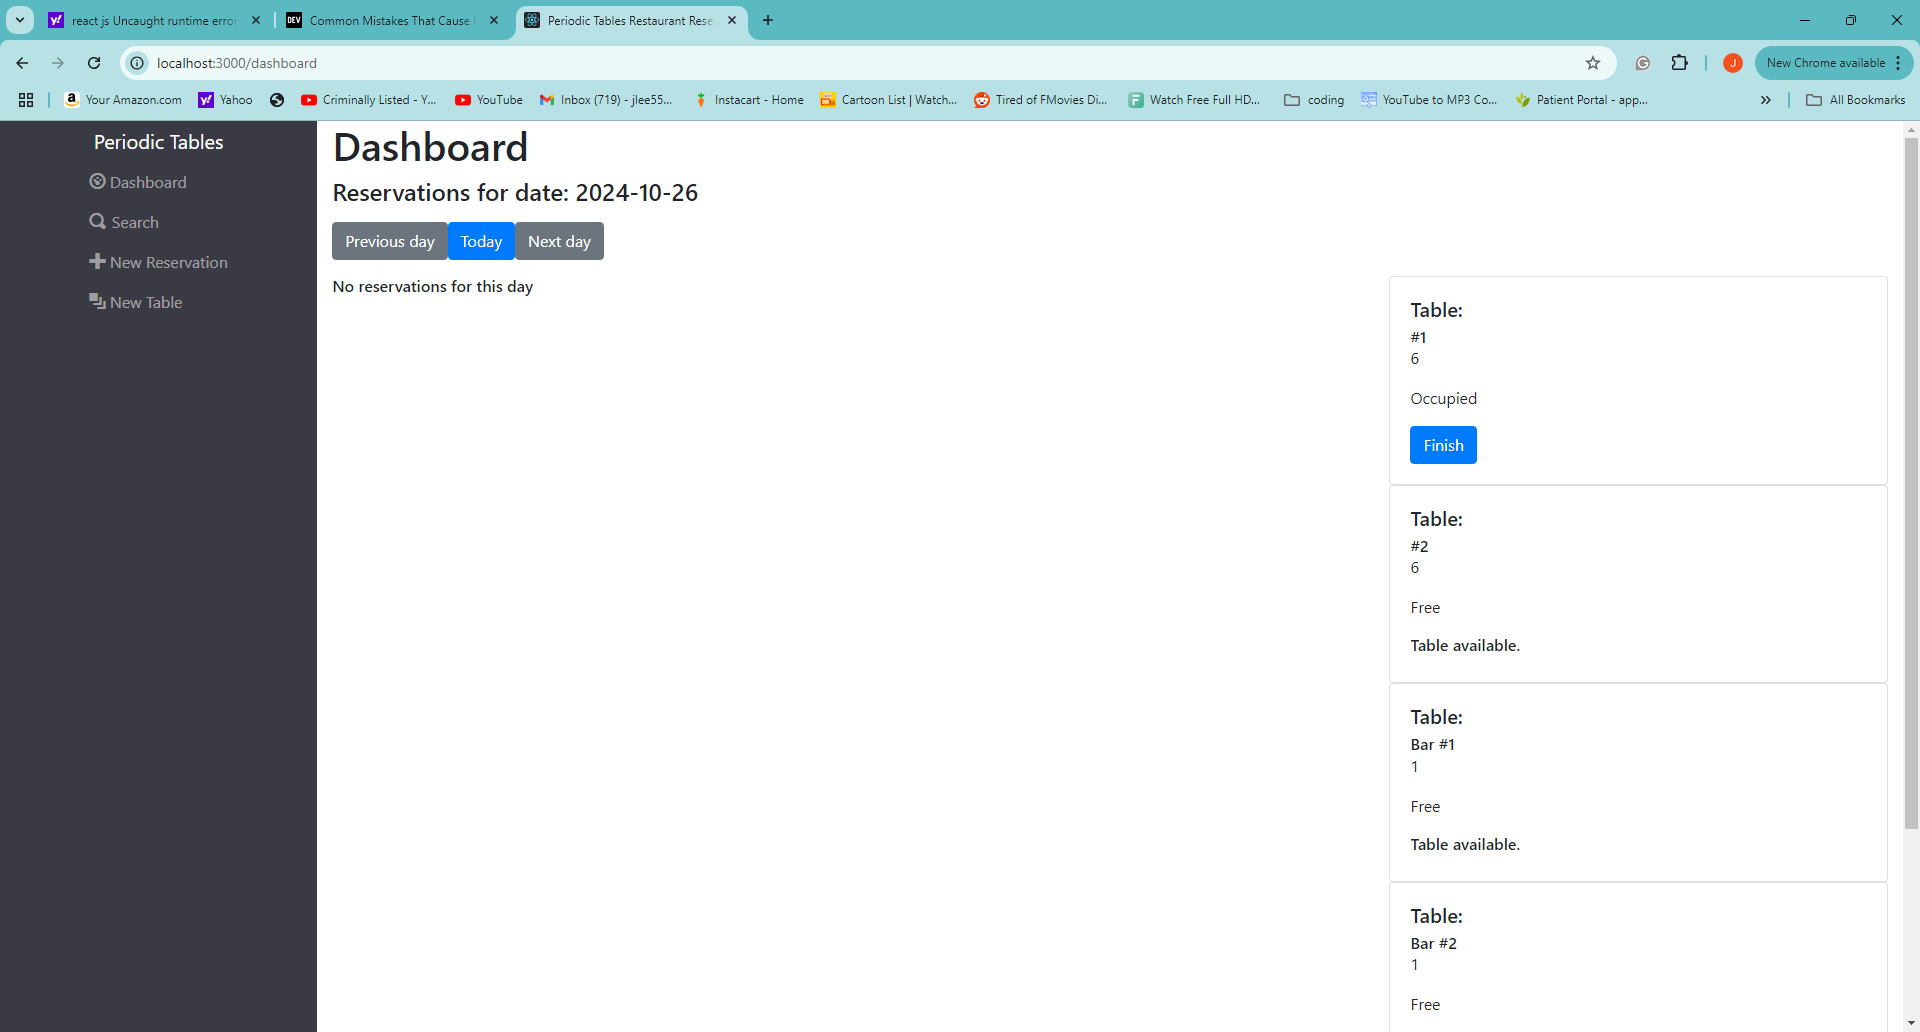 react js Uncaught runtime error
DEV Common Mistakes That Cause
Periodic Tables Restaurant Rese
localhost:3000/dashboard
J
New Chrome available
Your Amazon.com
Yahoo
Criminally Listed - Y...
YouTube
Inbox (719) - jlee55...
Instacart - Home
Cartoon List | Watch...
Tired of FMovies Di...
Watch Free Full HD...
coding
YouTube to MP3 Co...
Patient Portal - app...
»
All Bookmarks
Periodic Tables
Dashboard
Search
New Reservation
New Table
Dashboard
Reservations for date: 2024-10-26
Previous day Today Next day
No reservations for this day
Table:
#1
6
Occupied
Finish
Table:
#2
6
Free
Table available.
Table:
Bar #1
1
Free
Table available.
Table:
Bar #2
1
Free